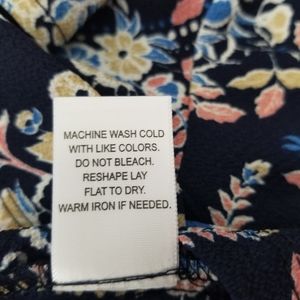 MACHINE WASH COLD
WITH LIKE COLORS.
DO NOT BLEACH.
RESHAPE LAY
FLAT TO DRY.
WARM IRON IF NEEDED.